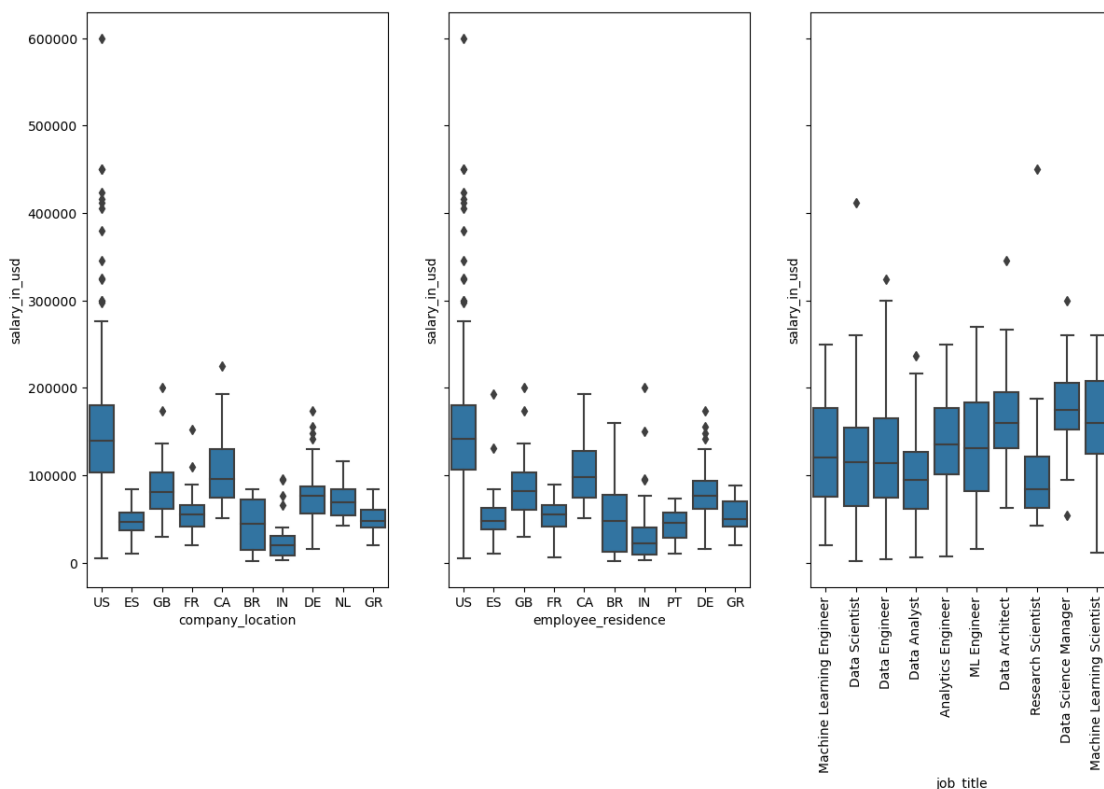 600000
500000
400000
300000
200000
100000
0
salary_in_usd
US ES GB FR CA BR IN DE NL GR
company_location
salary_in_usd
US ES GB FR CA BR IN PT DE GR
employee_residence
salary_in_usd
Machine Learning Engineer
Data Scientist
Data Engineer
Data Analyst
Analytics Engineer
ML Engineer
Data Architect
Research Scientist
Data Science Manager
Machine Learning Scientist
job_title